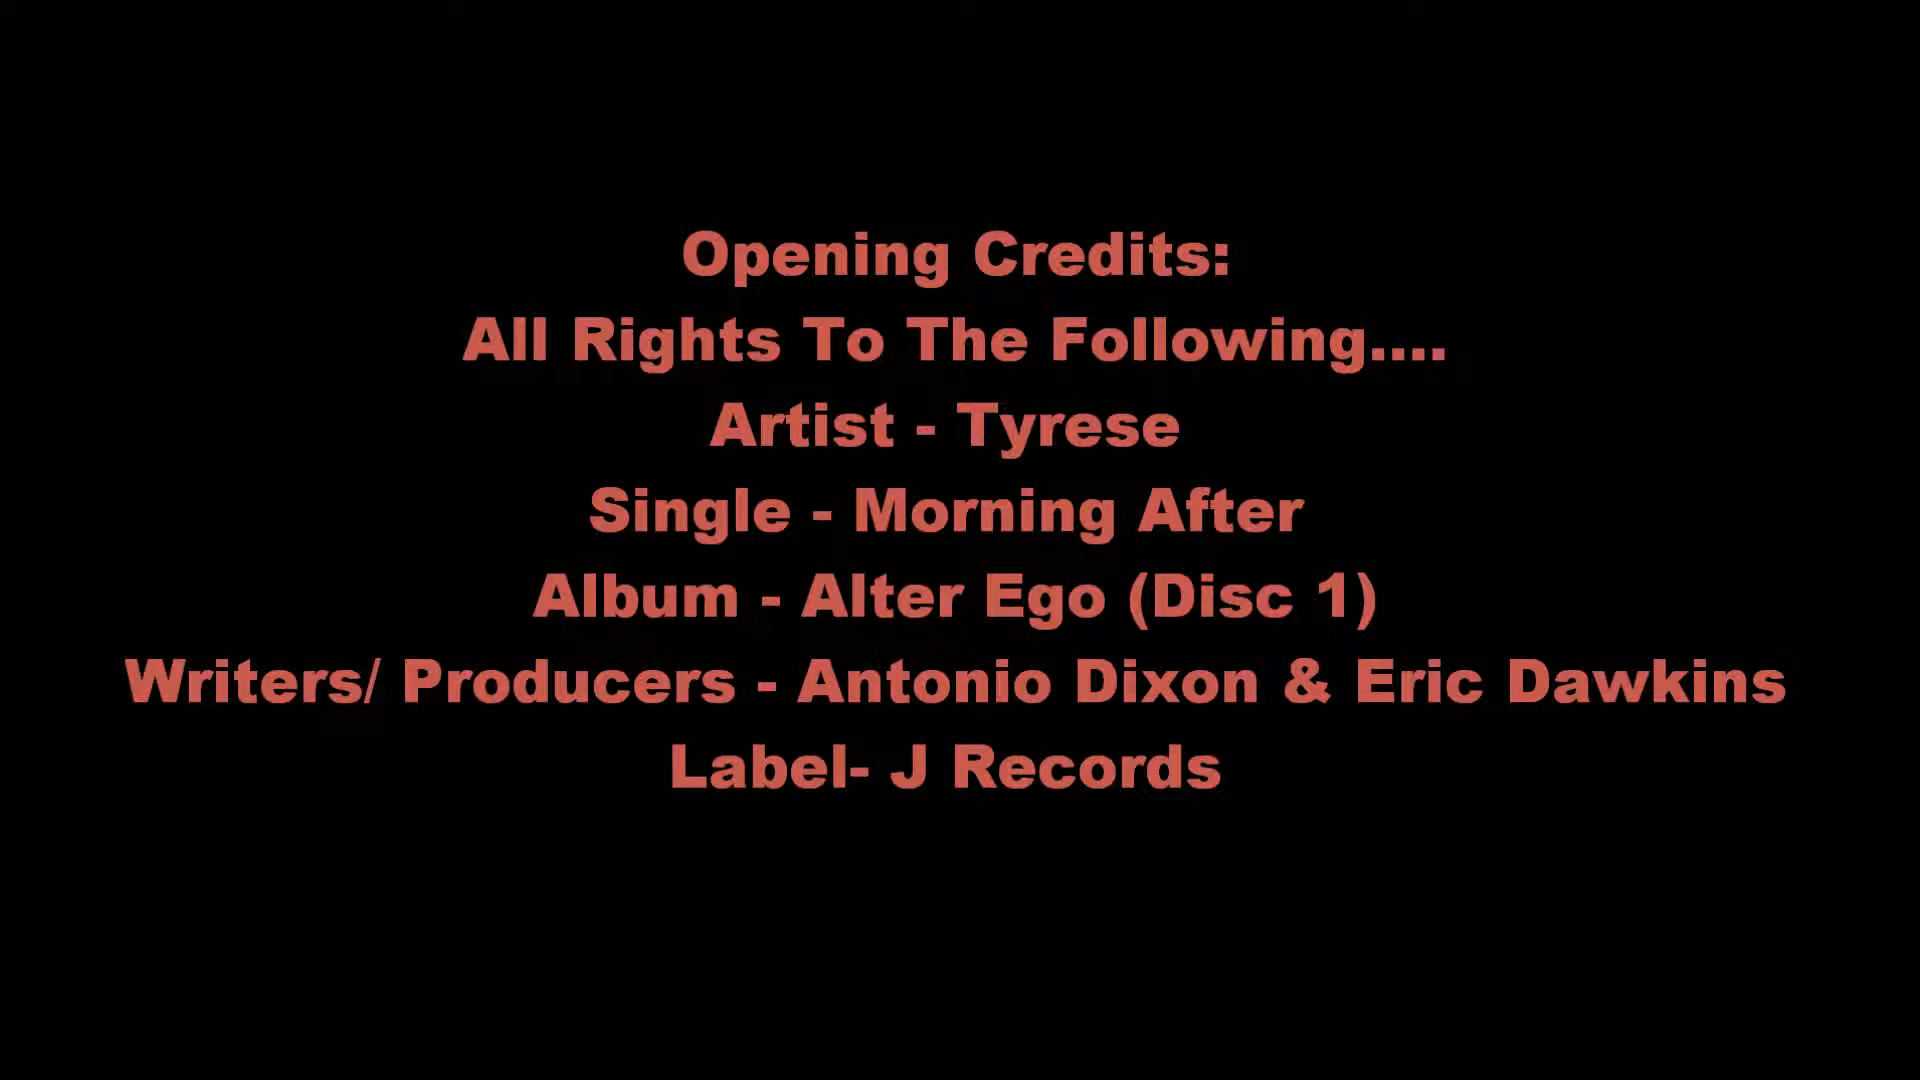 Opening Credits:
All Rights To The Following....
Artist - Tyrese
Single - Morning After
Album - Alter Ego (Disc 1)
Writers/ Producers - Antonio Dixon & Eric Dawkins
Label- J Records